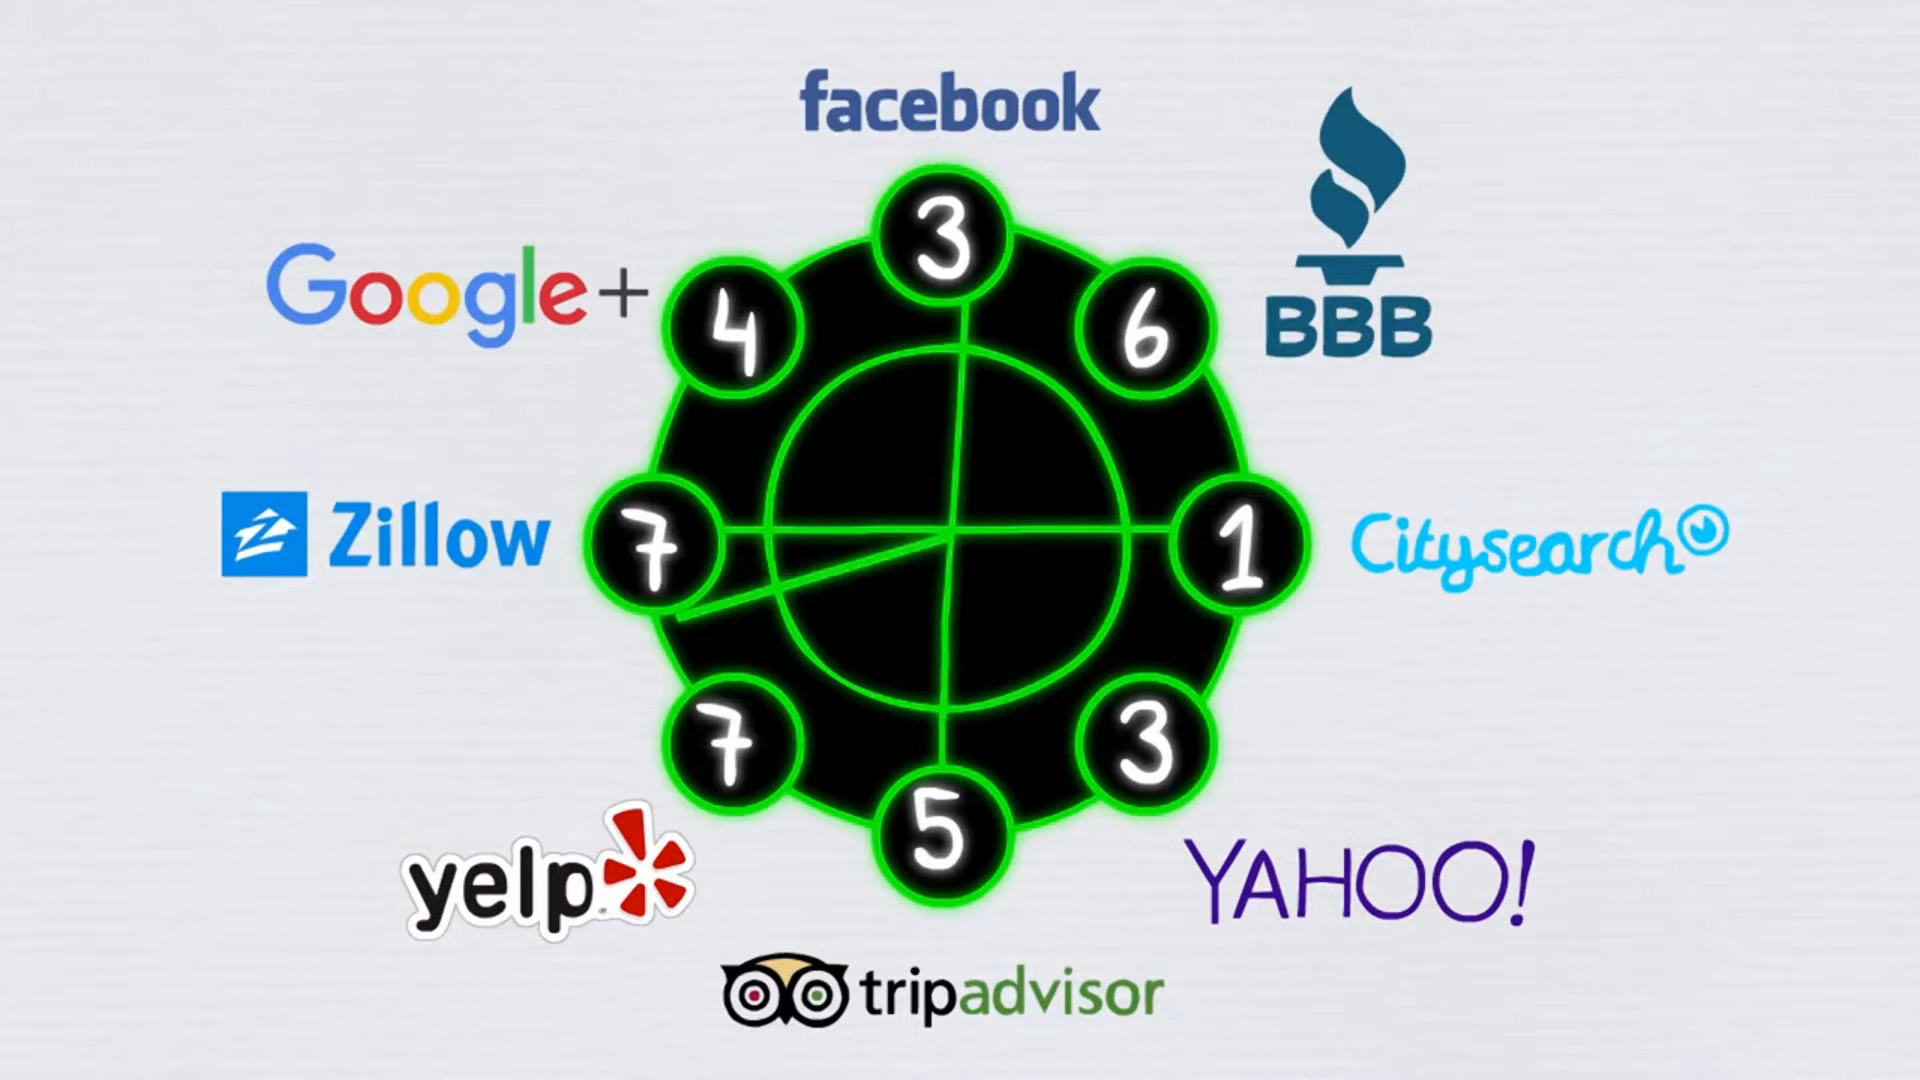 facebook
BBB
3
Google+
4
6
Zillow
7
1
Citysearch
7
3
yelp
5
YAHOO!
tripadvisor